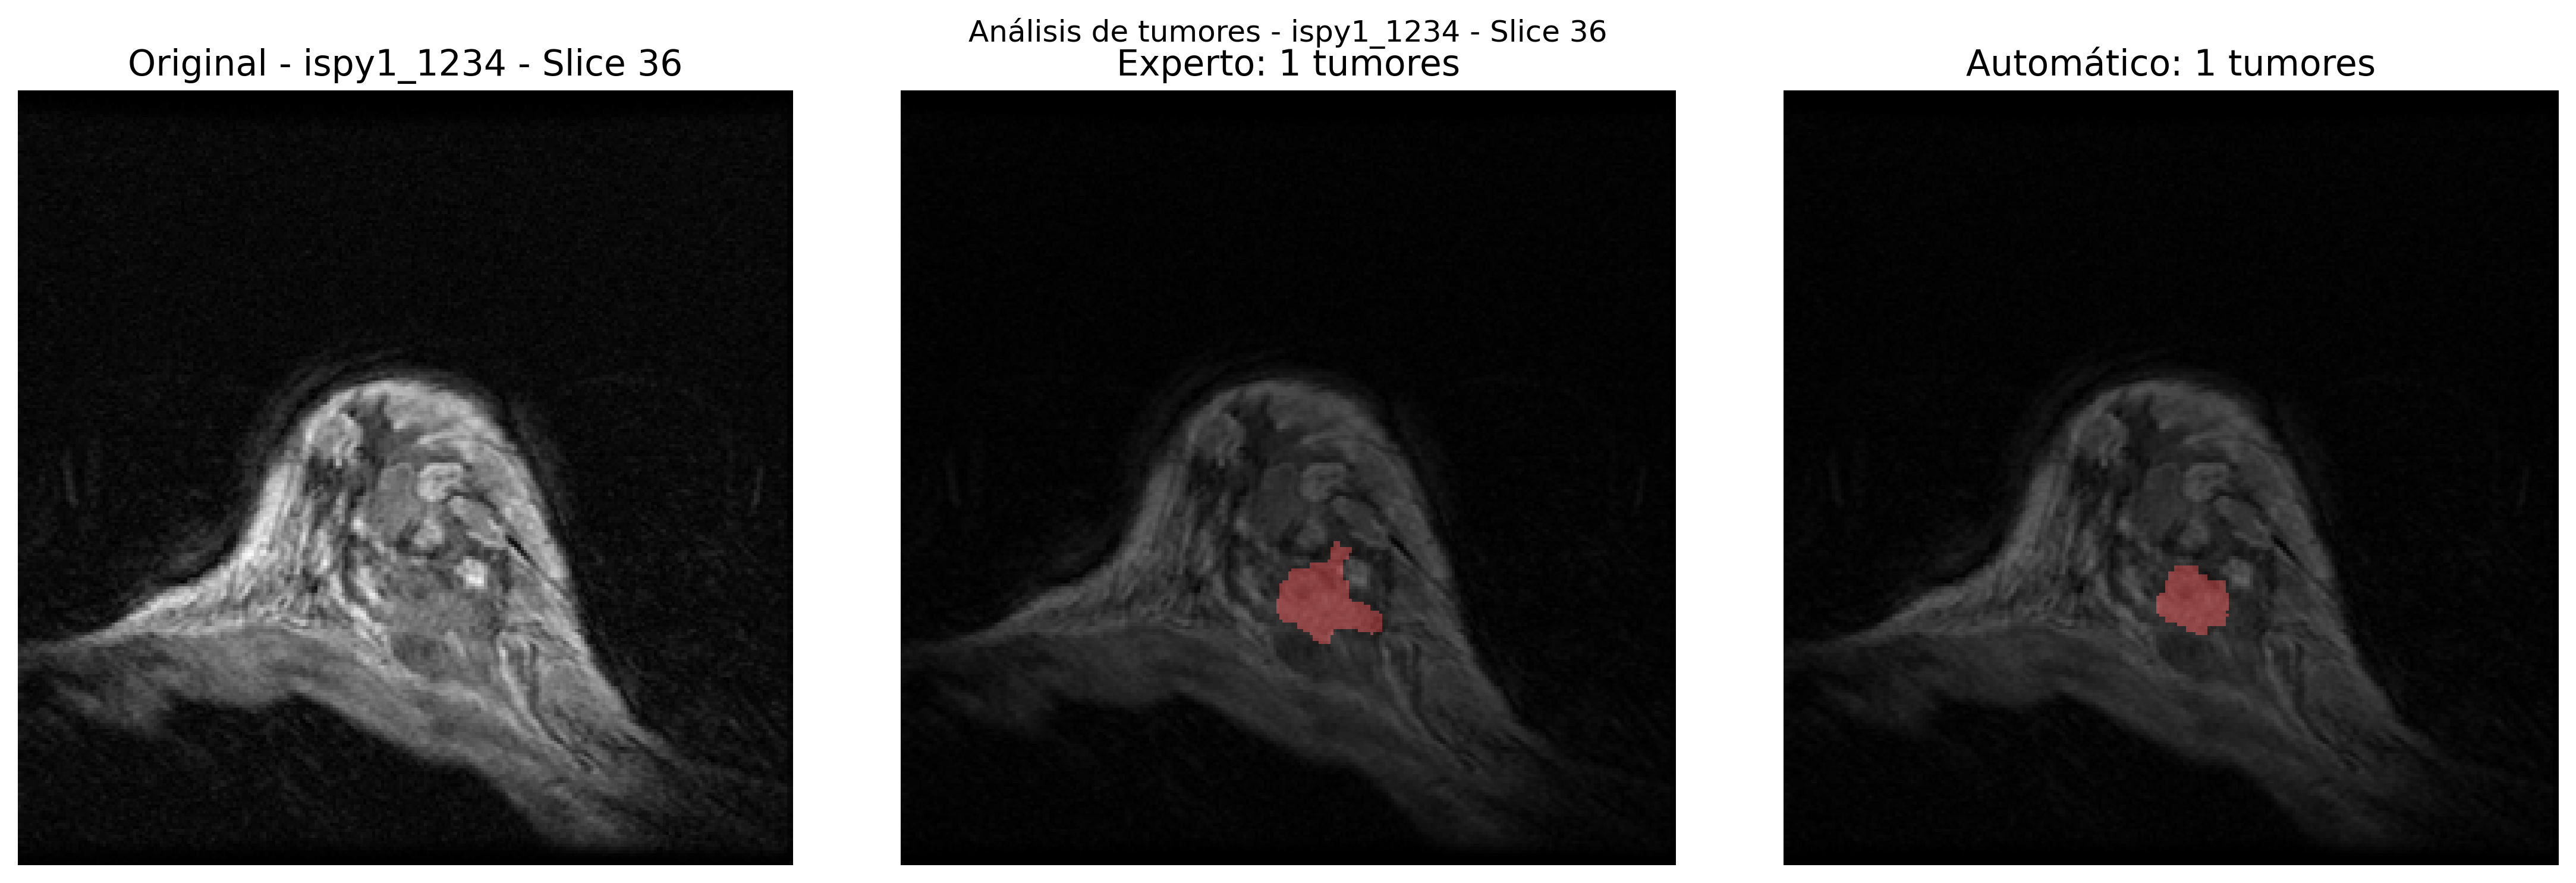 Análisis de tumores - ispy1_1234 - Slice 36
Original - ispy1_1234 - Slice 36
Experto: 1 tumores
Automático: 1 tumores